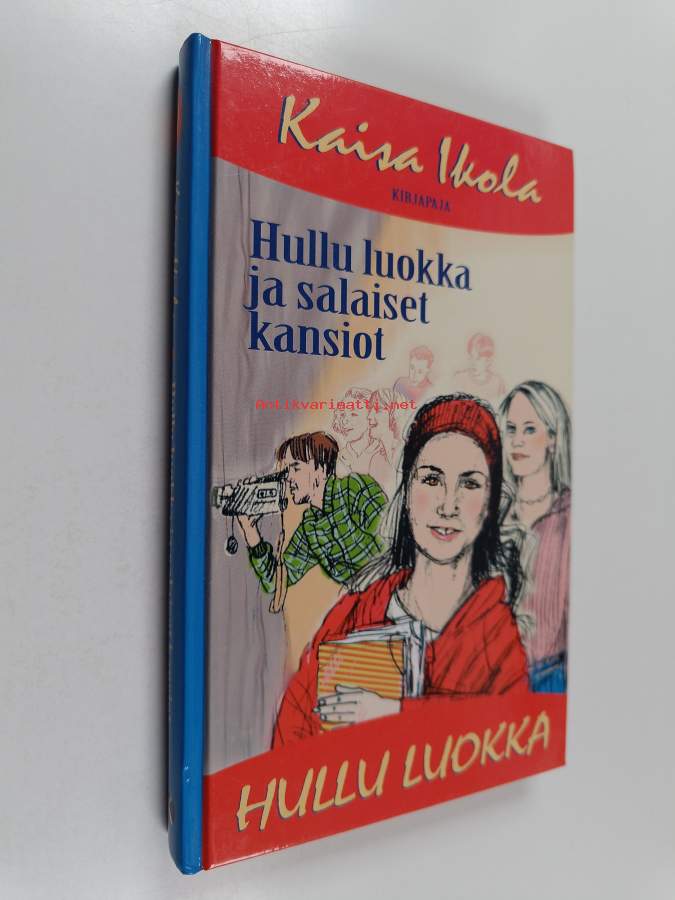 Kaisa Ikola
KIRJAPAJA
Hullu luokka
ja salaiset
kansiot
Antikvariaatti.net
HULLU LUOKKA